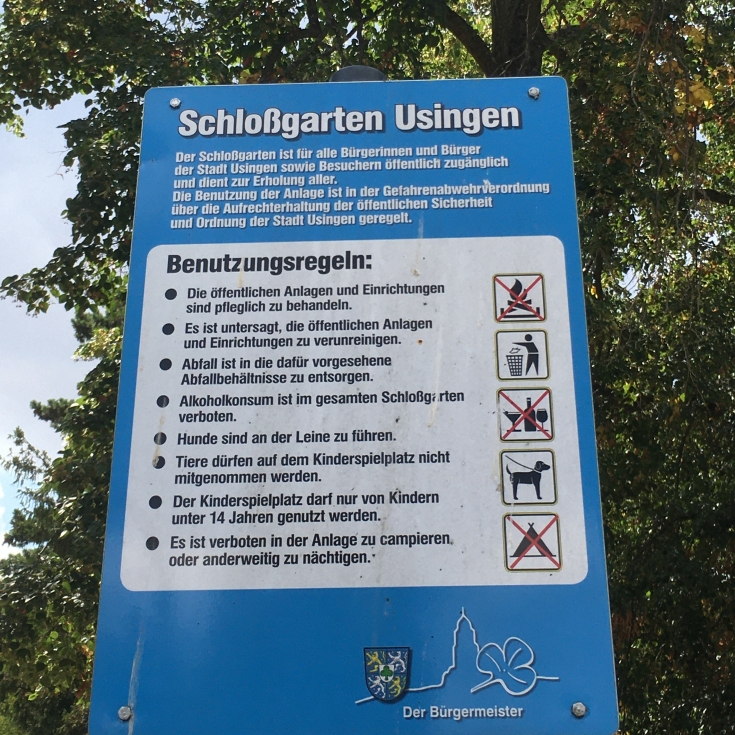 Schloßgarten Usingen
Der Schloßgarten ist für alle Bürgerinnen und Bürger
der Stadt Usingen sowie Besuchern öffentlich zugänglich
und dient zur Erholung aller.
Die Benutzung der Anlage ist in der Gefahrenabwehrverordnung
über die Aufrechterhaltung der öffentlichen Sicherheit
und Ordnung der Stadt Usingen geregelt.
Benutzungsregeln:
● Die öffentlichen Anlagen und Einrichtungen
sind pfleglich zu behandeln.
● Es ist untersagt, die öffentlichen Anlagen
und Einrichtungen zu verunreinigen.
● Abfall ist in die dafür vorgesehene
Abfallbehältnisse zu entsorgen.
● Alkoholkonsum ist im gesamten Schloßgarten
verboten.
● Hunde sind an der Leine zu führen.
● Tiere dürfen auf dem Kinderspielplatz nicht
mitgenommen werden.
● Der Kinderspielplatz darf nur von Kindern
unter 14 Jahren genutzt werden.
● Es ist verboten in der Anlage zu campieren
oder anderweitig zu nächtigen.
Der Bürgermeister